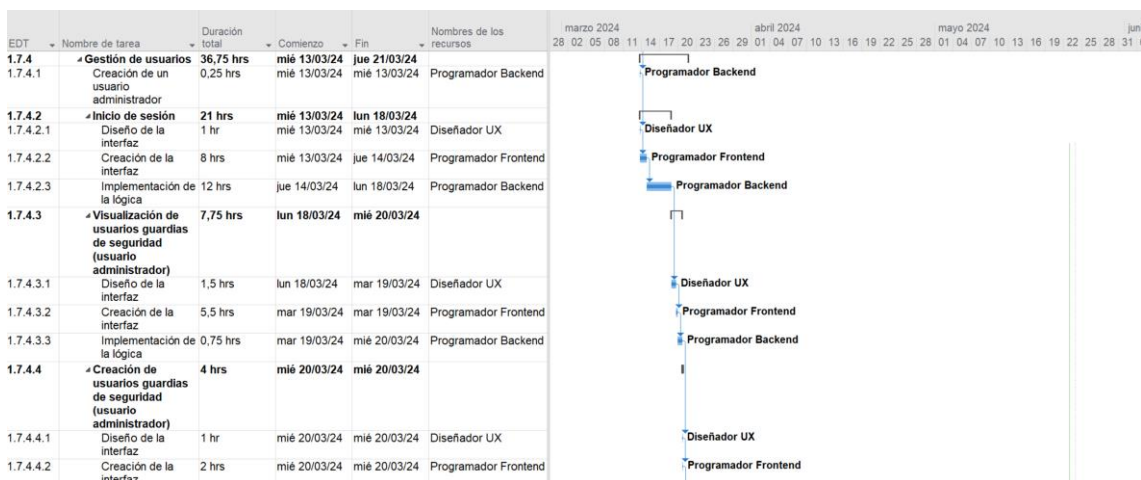 marzo 2024 abril 2024 mayo 2024 jun
EDT Nombre de tarea Duración total Comienzo Fin Nombres de los recursos
28 02 05 08 11 14 17 20 23 26 29 01 04 07 10 13 16 19 22 25 28 01 04 07 10 13 16 19 22 25 28 31
1.7.4 Gestión de usuarios 36,75 hrs mié 13/03/24 jue 21/03/24
1.7.4.1 Creación de un 0,25 hrs mié 13/03/24 mié 13/03/24 Programador Backend Programador Backend
usuario
administrador
1.7.4.2 Inicio de sesión 21 hrs mié 13/03/24 lun 18/03/24
1.7.4.2.1 Diseño de la 1 hr mié 13/03/24 mié 13/03/24 Diseñador UX Diseñador UX
interfaz
1.7.4.2.2 Creación de la 8 hrs mié 13/03/24 jue 14/03/24 Programador Frontend Programador Frontend
interfaz
1.7.4.2.3 Implementación de 12 hrs jue 14/03/24 lun 18/03/24 Programador Backend Programador Backend
la lógica
1.7.4.3 Visualización de 7,75 hrs lun 18/03/24 mié 20/03/24
usuarios guardias
de seguridad
(usuario
administrador)
1.7.4.3.1 Diseño de la 1,5 hrs lun 18/03/24 mar 19/03/24 Diseñador UX Diseñador UX
interfaz
1.7.4.3.2 Creación de la 5,5 hrs mar 19/03/24 mar 19/03/24 Programador Frontend Programador Frontend
interfaz
1.7.4.3.3 Implementación de 0,75 hrs mar 19/03/24 mié 20/03/24 Programador Backend Programador Backend
la lógica
1.7.4.4 Creación de 4 hrs mié 20/03/24 mié 20/03/24
usuarios guardias
de seguridad
(usuario
administrador)
1.7.4.4.1 Diseño de la 1 hr mié 20/03/24 mié 20/03/24 Diseñador UX Diseñador UX
interfaz
1.7.4.4.2 Creación de la 2 hrs mié 20/03/24 mié 20/03/24 Programador Frontend Programador Frontend
interfaz